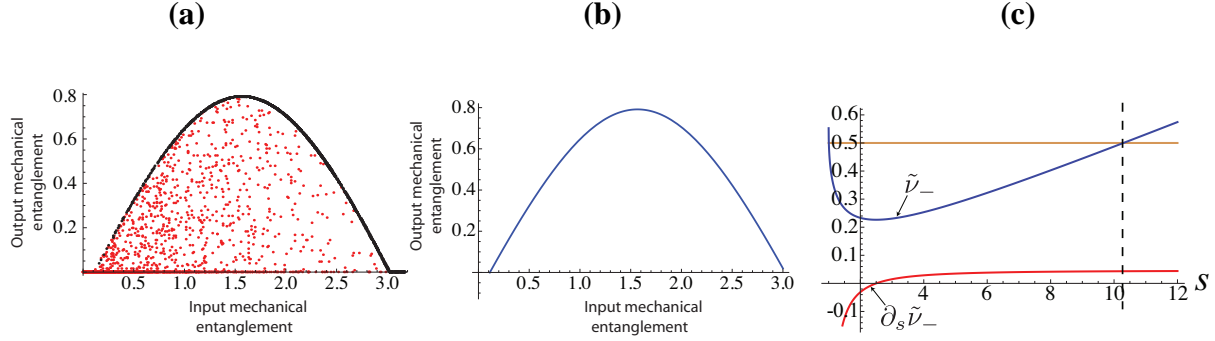 (a)
Output mechanical
entanglement
0.8
0.6
0.4
0.2
0.5 1.0 1.5 2.0 2.5 3.0
Input mechanical
entanglement
(b)
Output mechanical
entanglement
0.8
0.6
0.4
0.2
0.5 1.0 1.5 2.0 2.5 3.0
Input mechanical
entanglement
(c)
0.6
0.5
0.4
0.3
0.2
0.1
-0.1
4 6 8 10 12
S
ν̃₋
∂ₛν̃₋